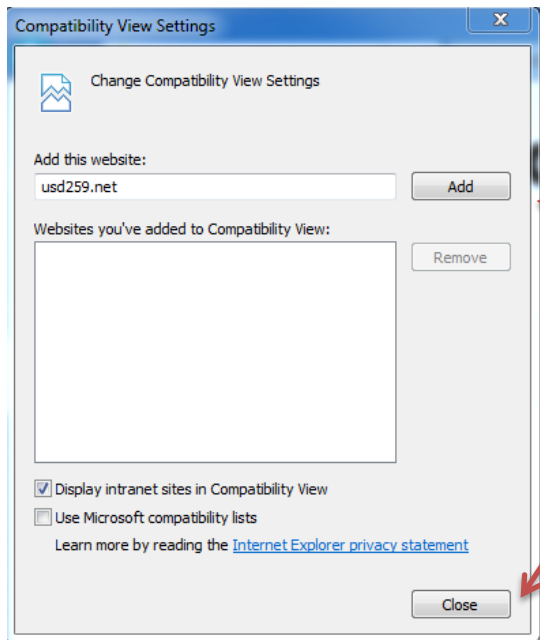 Compatibility View Settings
Change Compatibility View Settings
Add this website:
usd259.net
Add
Websites you've added to Compatibility View:
Remove
Display intranet sites in Compatibility View
Use Microsoft compatibility lists
Learn more by reading the Internet Explorer privacy statement
Close